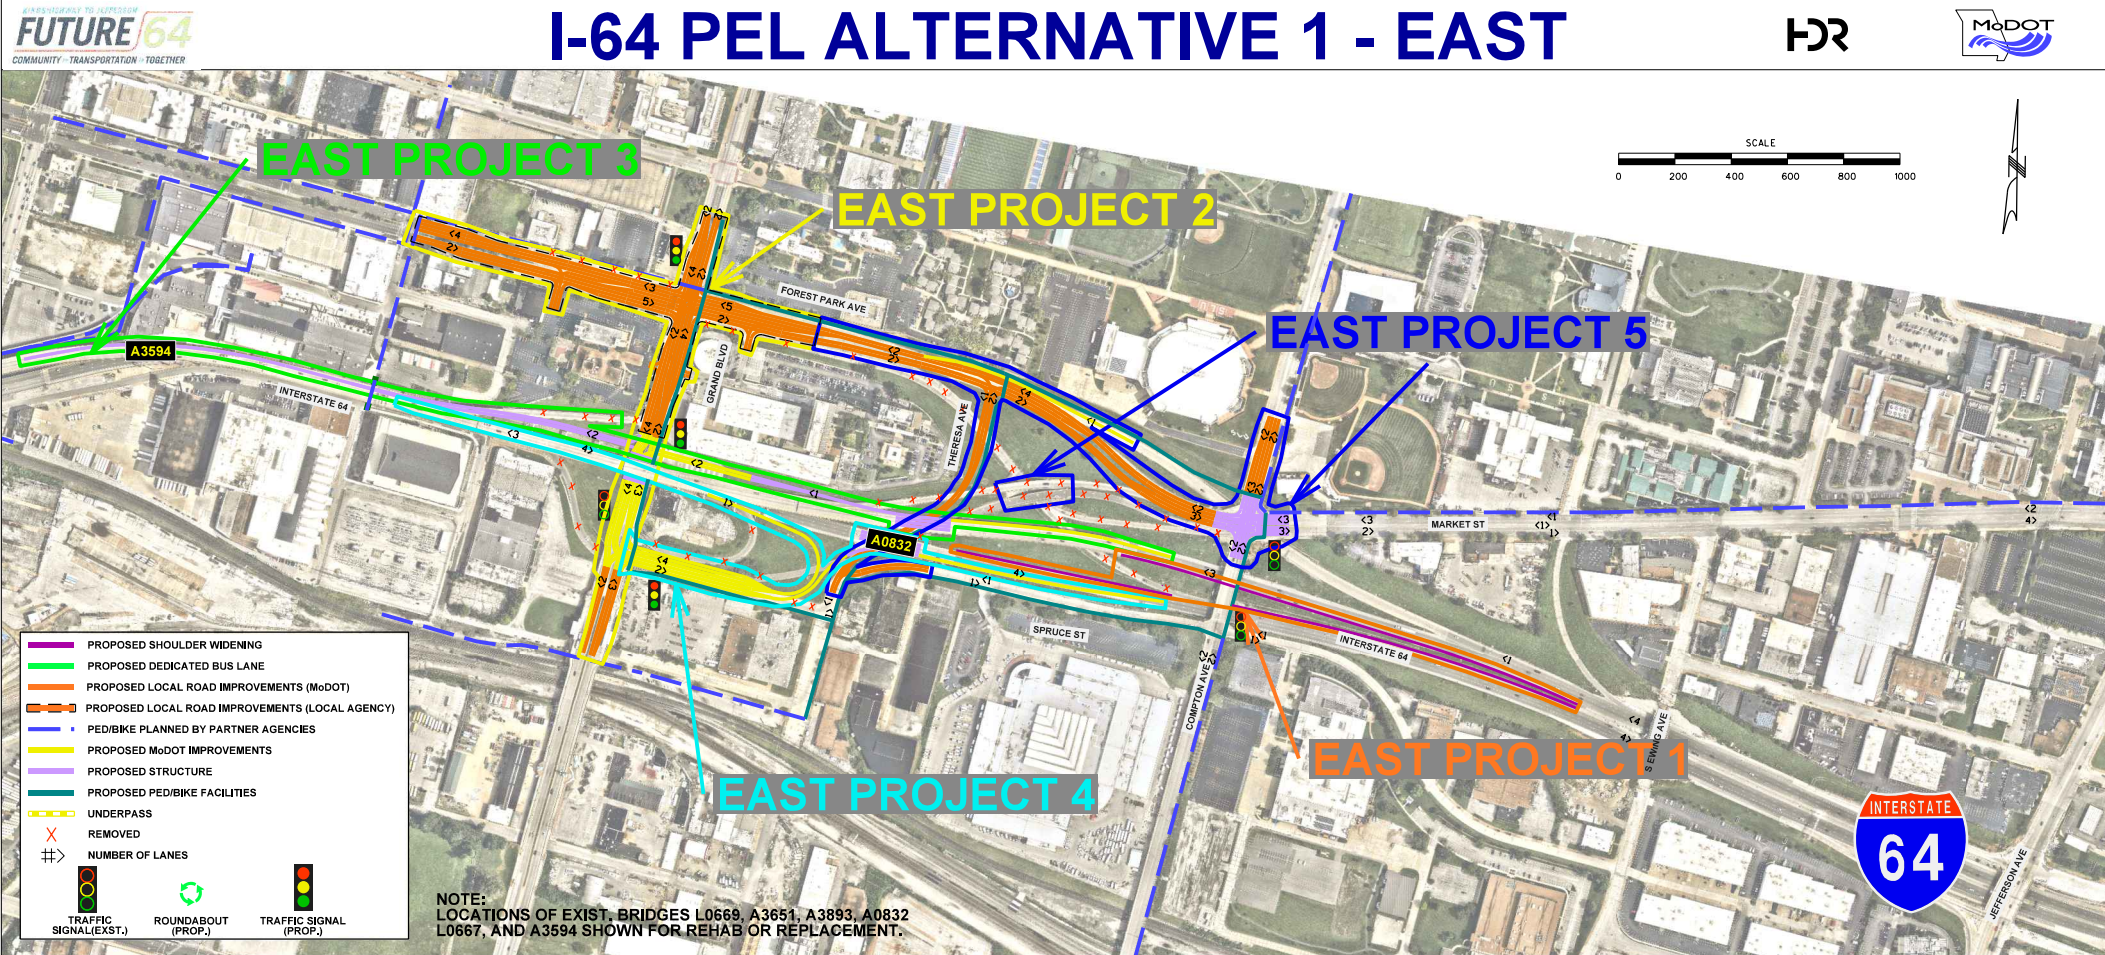 KINGSHIGHWAY TO JEFFERSON
FUTURE/64
COMMUNITY - TRANSPORTATION - TOGETHER
I-64 PEL ALTERNATIVE 1 - EAST
HDR
MoDOT
SCALE
0 200 400 600 800 1000
N
EAST PROJECT 3
EAST PROJECT 2
EAST PROJECT 5
EAST PROJECT 4
EAST PROJECT 1
A3594
A0832
INTERSTATE 64
FOREST PARK AVE
GRAND BLVD
THERESA AVE
MARKET ST
SPRUCE ST
COMPTON AVE
INTERSTATE 64
S EWING AVE
JEFFERSON AVE
INTERSTATE
64
PROPOSED SHOULDER WIDENING
PROPOSED DEDICATED BUS LANE
PROPOSED LOCAL ROAD IMPROVEMENTS (MoDOT)
PROPOSED LOCAL ROAD IMPROVEMENTS (LOCAL AGENCY)
PED/BIKE PLANNED BY PARTNER AGENCIES
PROPOSED MoDOT IMPROVEMENTS
PROPOSED STRUCTURE
PROPOSED PED/BIKE FACILITIES
UNDERPASS
X REMOVED
#> NUMBER OF LANES
TRAFFIC
SIGNAL(EXST.)
ROUNDABOUT
(PROP.)
TRAFFIC SIGNAL
(PROP.)
NOTE:
LOCATIONS OF EXIST. BRIDGES L0669, A3651, A3893, A0832
L0667, AND A3594 SHOWN FOR REHAB OR REPLACEMENT.